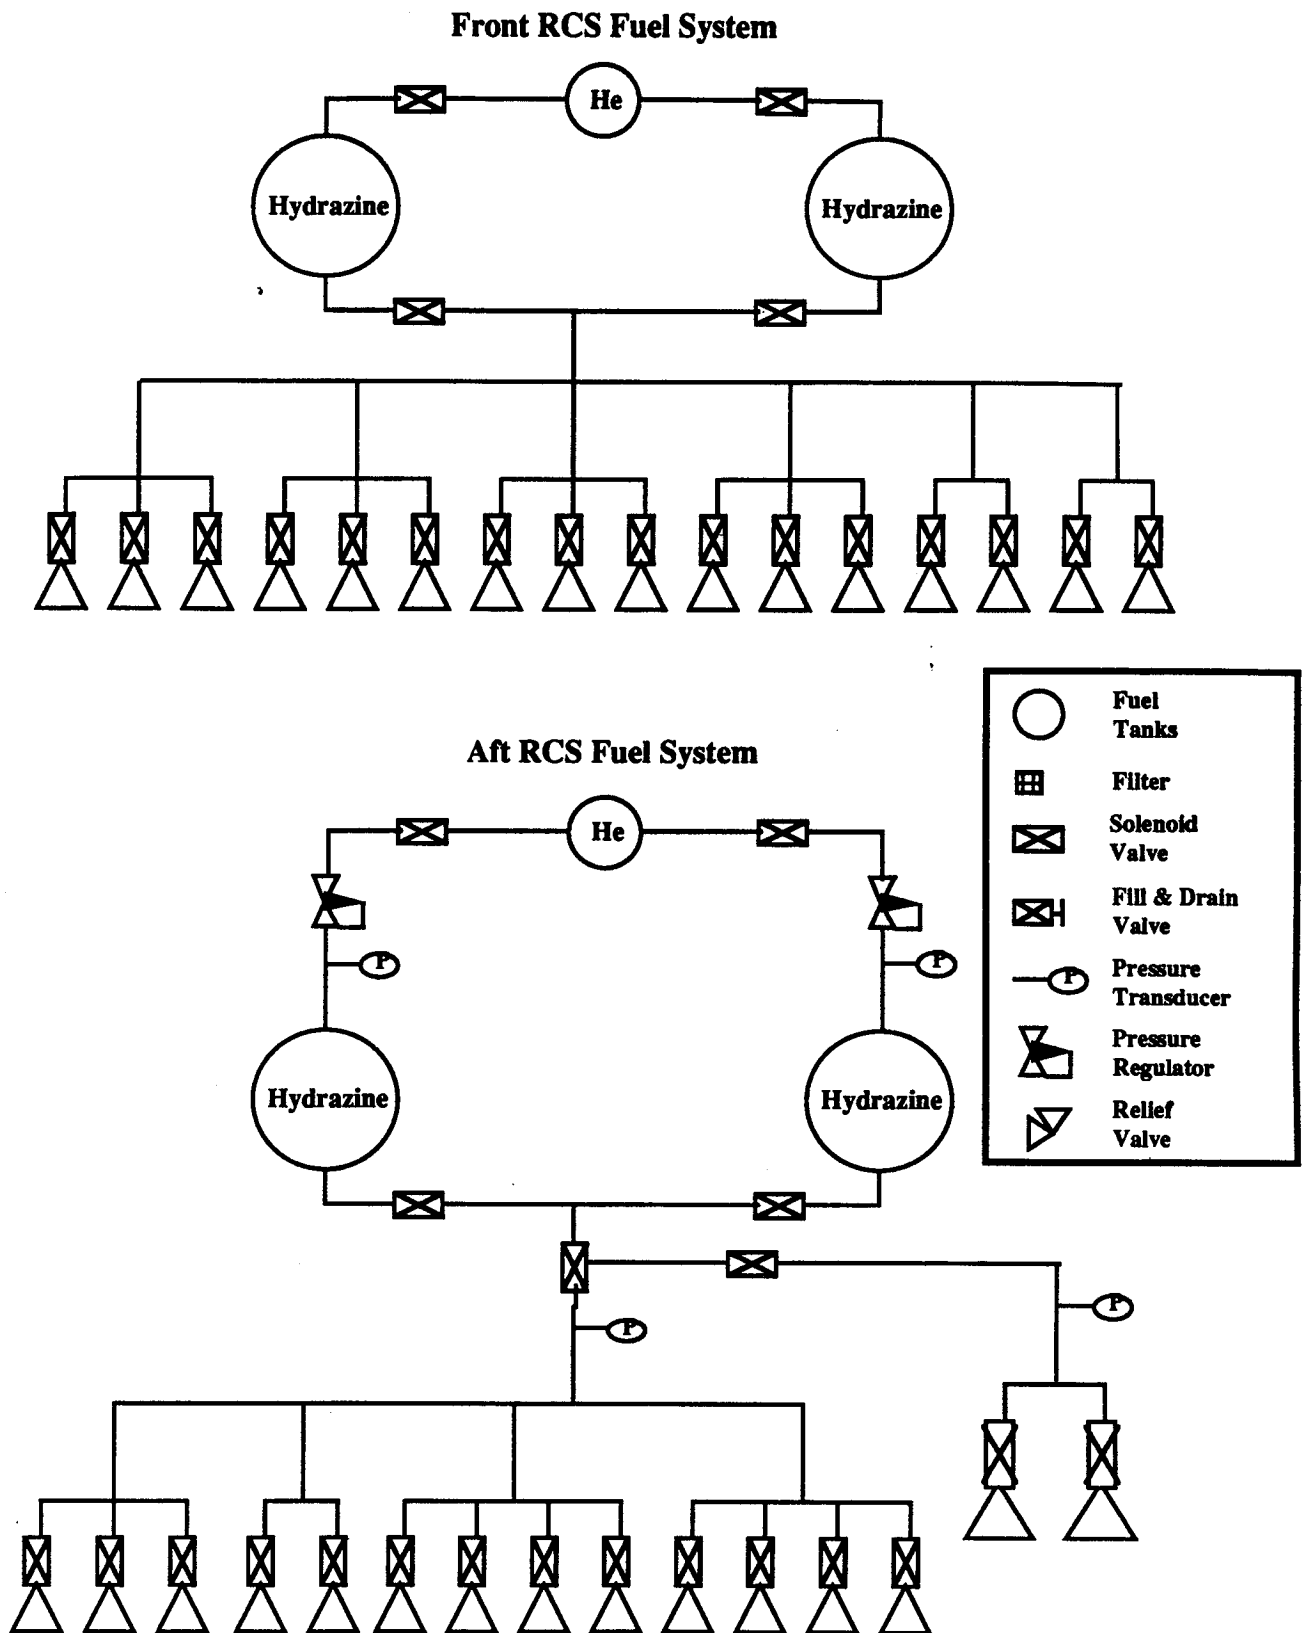 Front RCS Fuel System
He
Hydrazine
Hydrazine
Aft RCS Fuel System
He
P
P
Hydrazine
Hydrazine
P
P
Fuel
Tanks
Filter
Solenoid
Valve
Fill & Drain
Valve
P
Pressure
Transducer
Pressure
Regulator
Relief
Valve